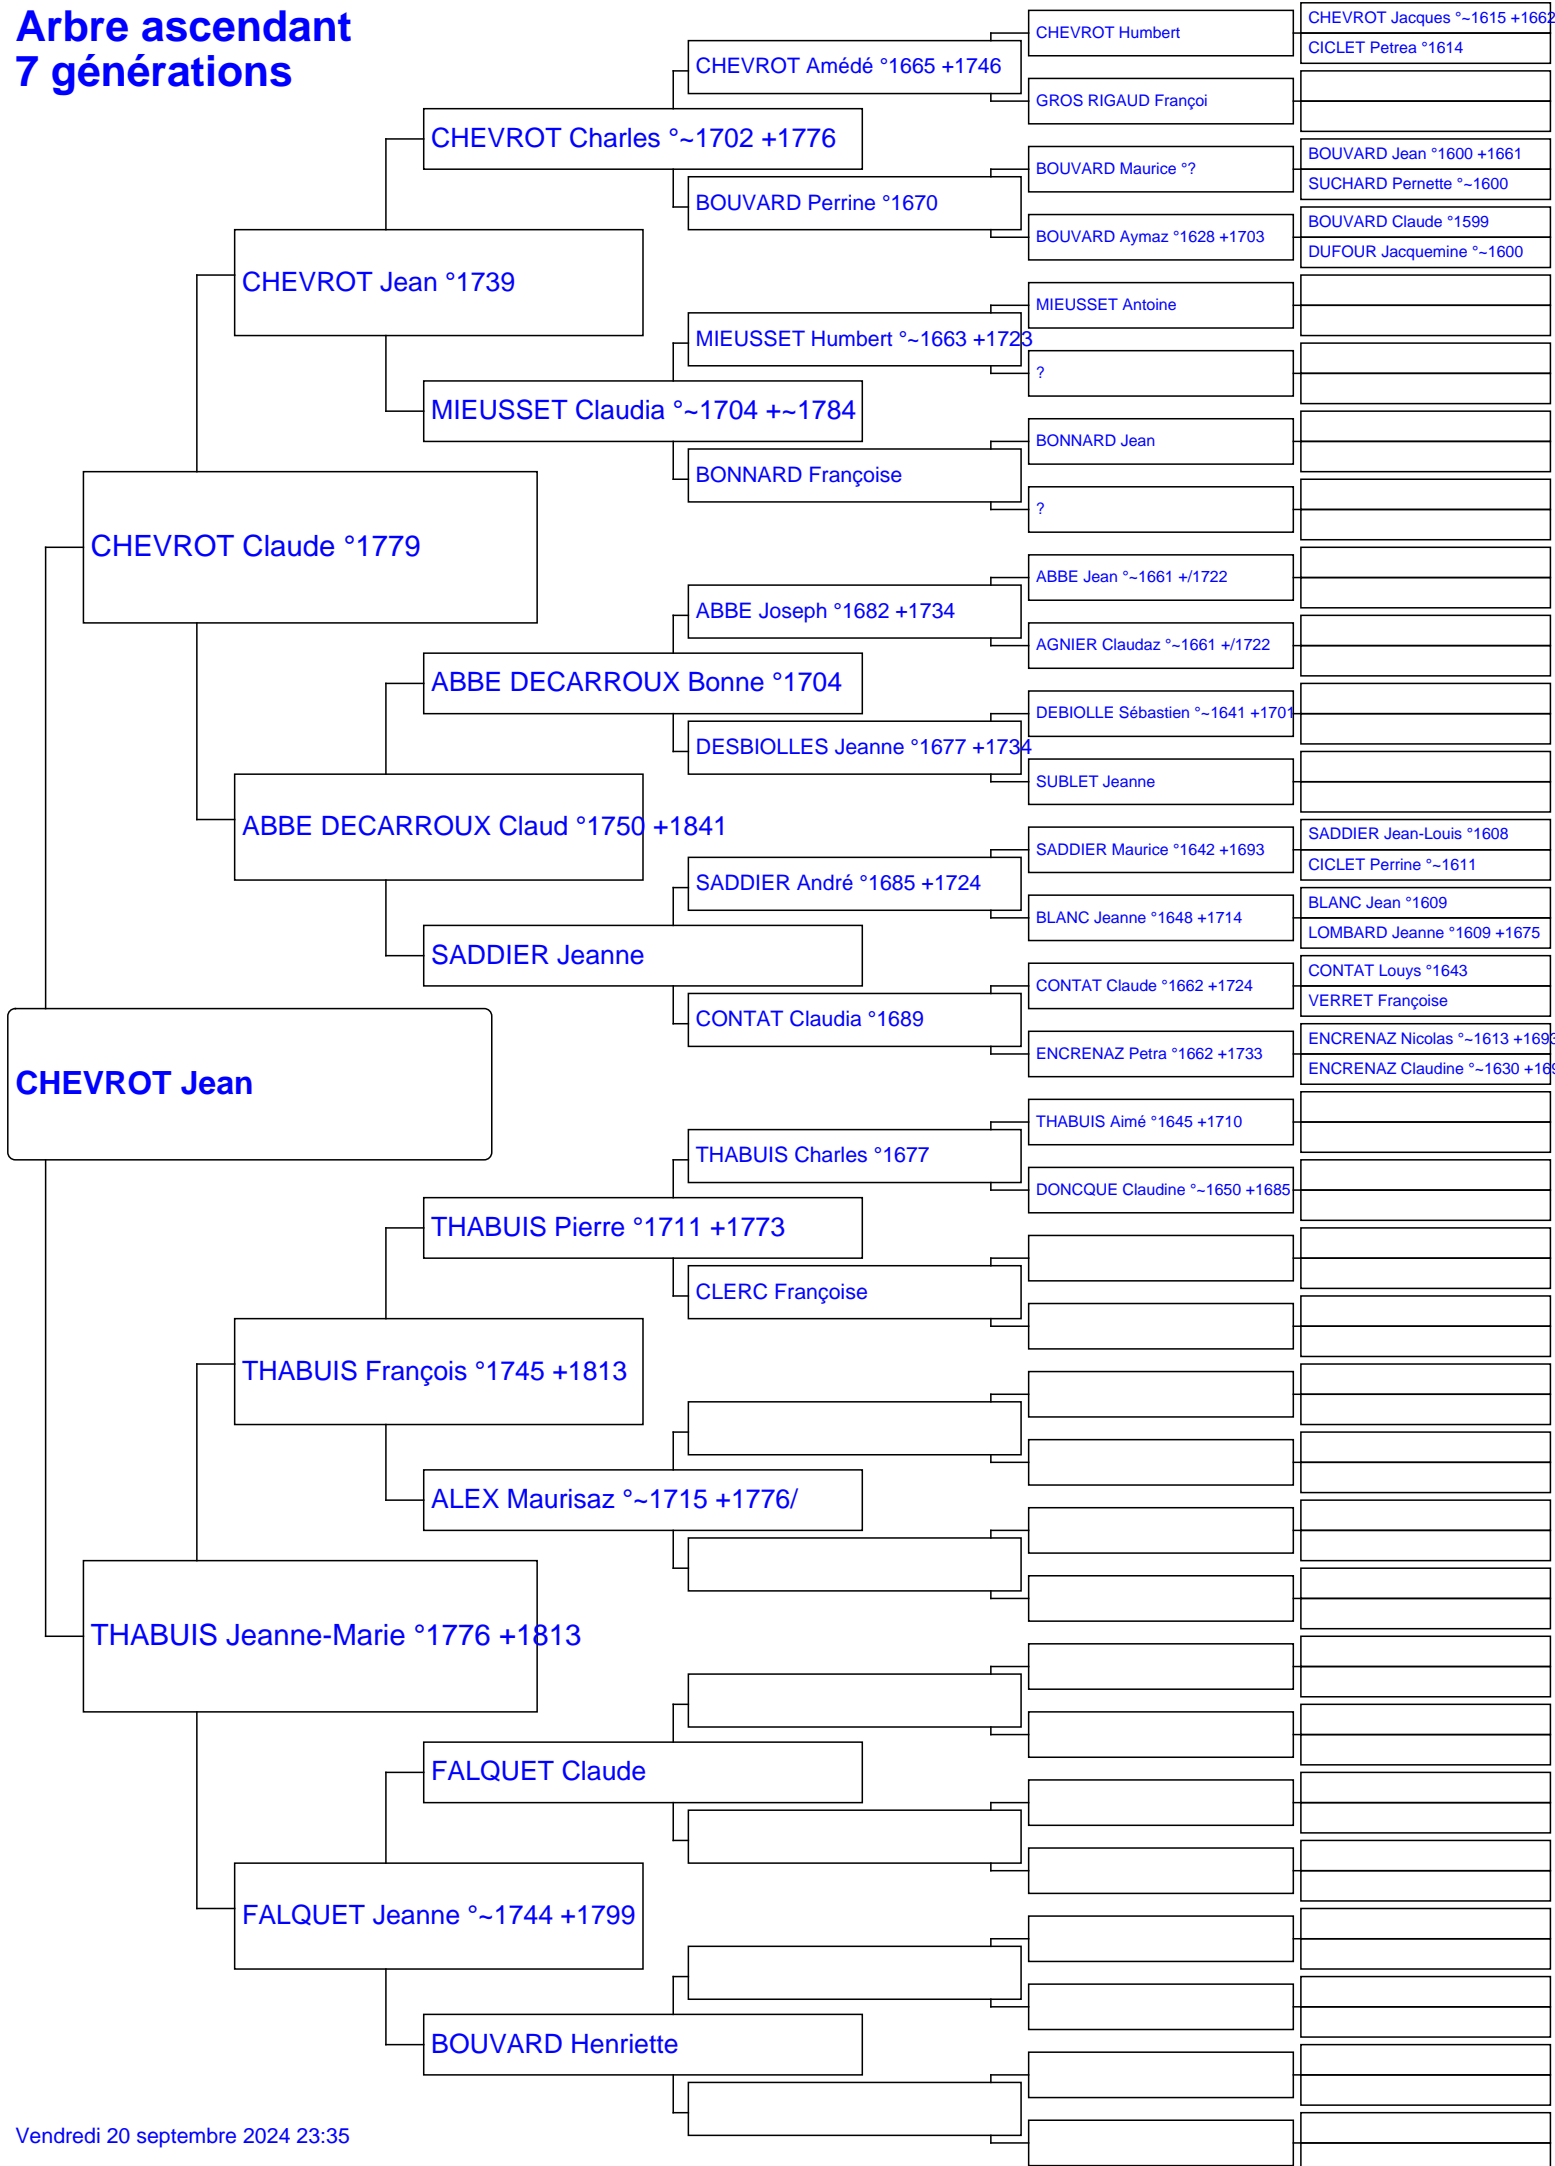 Arbre ascendant
7 générations
CHEVROT Jean
CHEVROT Claude °1779
THABUIS Jeanne-Marie °1776 +1813
CHEVROT Jean °1739
ABBE DECARROUX Claud °1750 +1841
THABUIS François °1745 +1813
FALQUET Jeanne °~1744 +1799
CHEVROT Charles °~1702 +1776
MIEUSSET Claudia °~1704 +~1784
ABBE DECARROUX Bonne °1704
SADDIER Jeanne
THABUIS Pierre °1711 +1773
ALEX Maurisaz °~1715 +1776/
FALQUET Claude
BOUVARD Henriette
CHEVROT Amédé °1665 +1746
BOUVARD Perrine °1670
MIEUSSET Humbert °~1663 +1723
BONNARD Françoise
ABBE Joseph °1682 +1734
DESBIOLLES Jeanne °1677 +1734
SADDIER André °1685 +1724
CONTAT Claudia °1689
THABUIS Charles °1677
CLERC Françoise
CHEVROT Humbert
GROS RIGAUD Françoi
BOUVARD Maurice °?
BOUVARD Aymaz °1628 +1703
MIEUSSET Antoine
?
BONNARD Jean
?
ABBE Jean °~1661 +/1722
AGNIER Claudaz °~1661 +/1722
DEBIOLLE Sébastien °~1641 +1701
SUBLET Jeanne
SADDIER Maurice °1642 +1693
BLANC Jeanne °1648 +1714
CONTAT Claude °1662 +1724
ENCRENAZ Petra °1662 +1733
THABUIS Aimé °1645 +1710
DONCQUE Claudine °~1650 +1685
CHEVROT Jacques °~1615 +1662
CICLET Petrea °1614
BOUVARD Jean °1600 +1661
SUCHARD Pernette °~1600
BOUVARD Claude °1599
DUFOUR Jacquemine °~1600
SADDIER Jean-Louis °1608
CICLET Perrine °~1611
BLANC Jean °1609
LOMBARD Jeanne °1609 +1675
CONTAT Louys °1643
VERRET Françoise
ENCRENAZ Nicolas °~1613 +1693
ENCRENAZ Claudine °~1630
Vendredi 20 septembre 2024 23:35